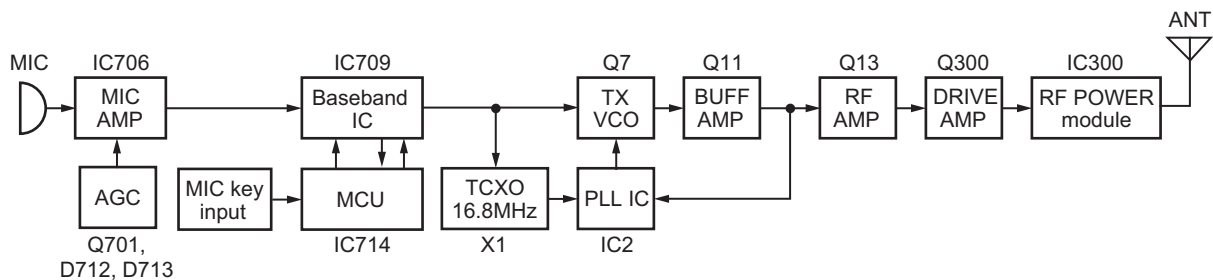 MIC
IC706
MIC
AMP
AGC
Q701,
D712, D713
MIC key
input
IC709
Baseband
IC
MCU
IC714
TCXO
16.8MHz
X1
Q7
TX
VCO
PLL IC
IC2
Q11
BUFF
AMP
Q13
RF
AMP
Q300
DRIVE
AMP
IC300
RF POWER
module
ANT